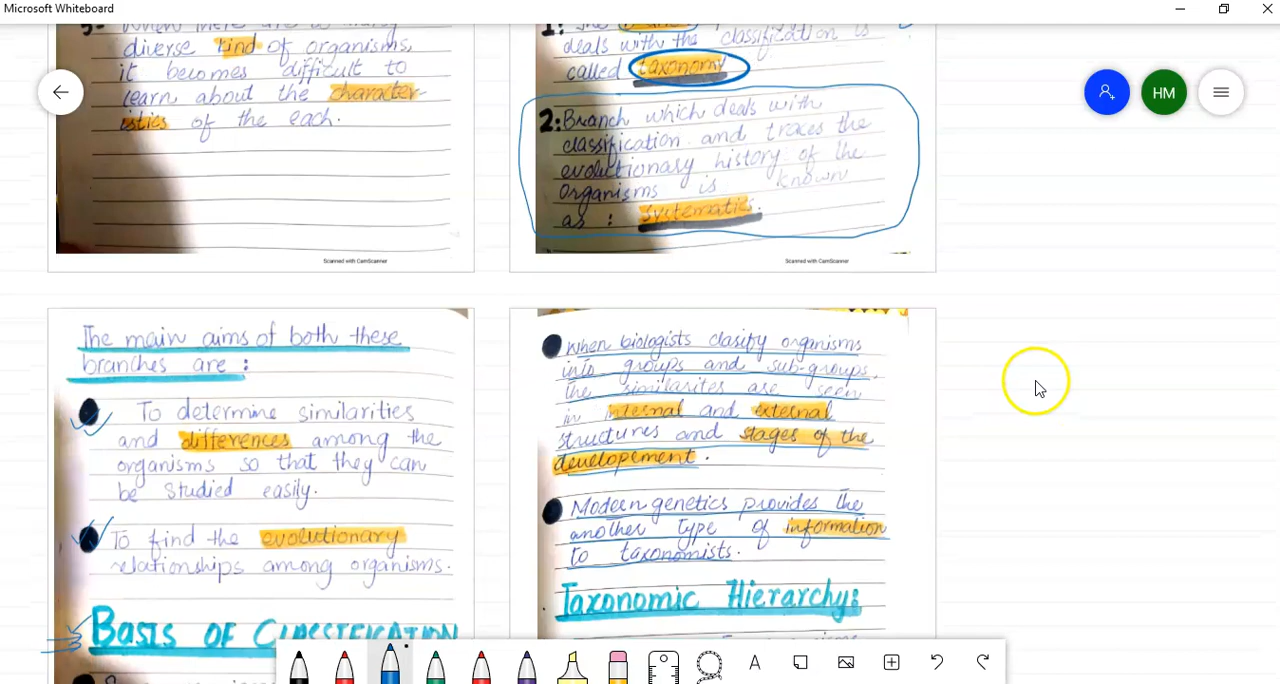 Microsoft Whiteboard
diverse kind of organisms,
it becomes difficult to
learn about the character-
istics of the each.
Scanned with CamScanner
deals with the classification is
called taxonomy
2: Branch which deals with
classification and traces the
evolutionary history of the
organisms is known
as : systematics.
Scanned with CamScanner
HM
The main aims of both these
branches are :
To determine similarities
and differences among the
organisms so that they can
be studied easily.
To find the evolutionary
relationships among organisms.
BASIS OF CLASSIFICATION
When biologists clasify organisms
into groups and sub-groups,
the similarites are seen
in internal and external
structures and stages of the
developement.
Modern genetics provides the
another type of information
to taxonomists.
Taxonomic Hierarchy:
A